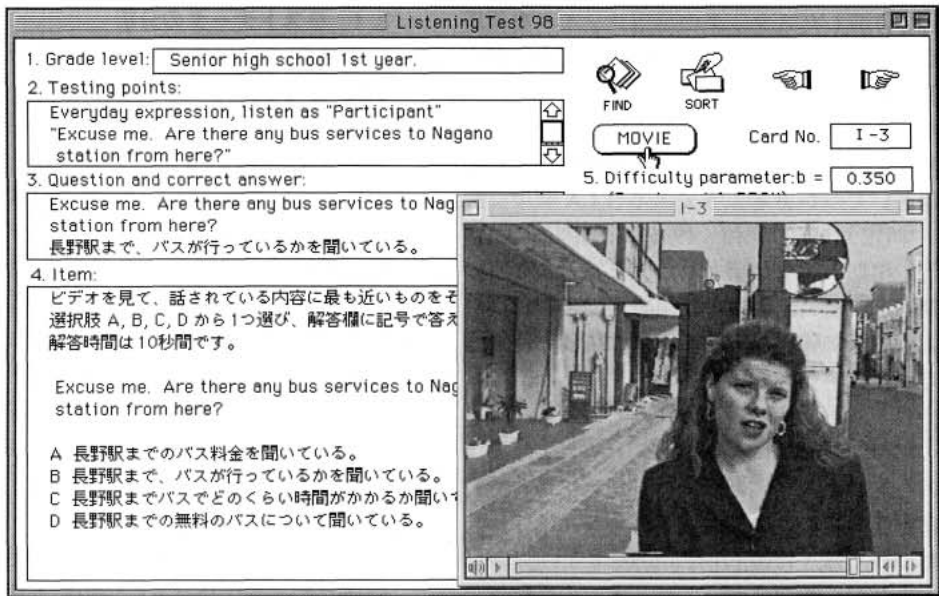 Listening Test 98
1. Grade level: Senior high school 1st year.
2. Testing points:
Everyday expression, listen as "Participant"
"Excuse me. Are there any bus services to Nagano
station from here?"
FIND SORT
MOVIE Card No. I-3
3. Question and correct answer:
Excuse me. Are there any bus services to Nag
station from here?
長野駅まで、バスが行っているかを聞いている。
5. Difficulty parameter:b = 0.350
I-3
4. Item:
ビデオを見て、話されている内容に最も近いものをそ
選択肢 A, B, C, D から1つ選び、解答欄に記号で答え
解答時間は10秒間です。
Excuse me. Are there any bus services to Nag
station from here?
A 長野駅までのバス料金を聞いている。
B 長野駅まで、バスが行っているかを聞いている。
C 長野駅までバスでどのくらい時間がかかるか聞い
D 長野駅までの無料のバスについて聞いている。